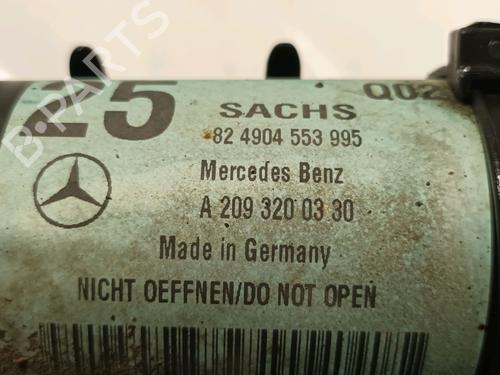 25
SACHS
Q02
82 4904 553 995
Mercedes Benz
A 209 320 03 30
Made in Germany
NICHT OEFFNEN/DO NOT OPEN
B-PARTS